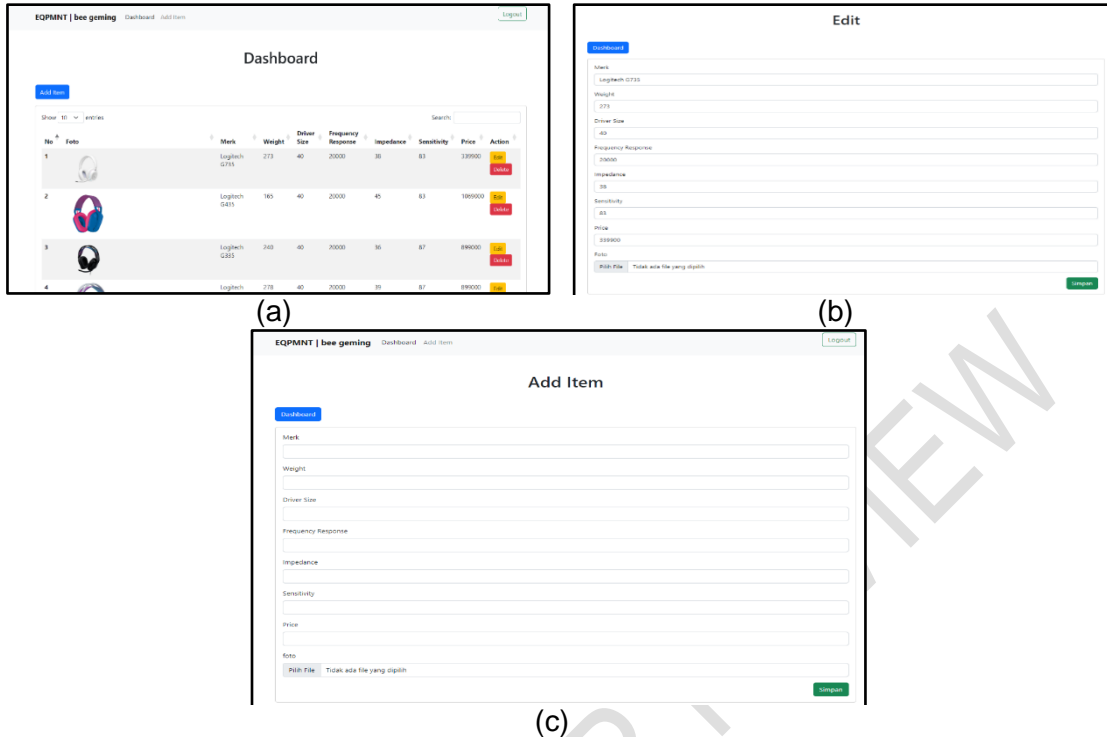 EQPMNT | bee geming Dashboard Add Item Logout
Dashboard
Add Item
Show 10 entries Search:
No Foto Merk Weight Driver Size Frequency Response Impedance Sensitivity Price Action
1 Logitech G735 273 40 20000 38 83 339900 Edit Delete
2 Logitech G435 165 40 20000 45 83 1069000 Edit Delete
3 Logitech G335 240 40 20000 36 87 899000 Edit Delete
4 Logitech 278 40 20000 39 87 899000 Edit
(a)
Edit
Dashboard
Merk
Logitech G735
Weight
273
Driver Size
40
Frequency Response
20000
Impedance
38
Sensitivity
83
Price
339900
Foto
Pilih File Tidak ada file yang dipilih
Simpan
(b)
EQPMNT | bee geming Dashboard Add Item Logout
Add Item
Dashboard
Merk
Weight
Driver Size
Frequency Response
Impedance
Sensitivity
Price
foto
Pilih File Tidak ada file yang dipilih
Simpan
(c)